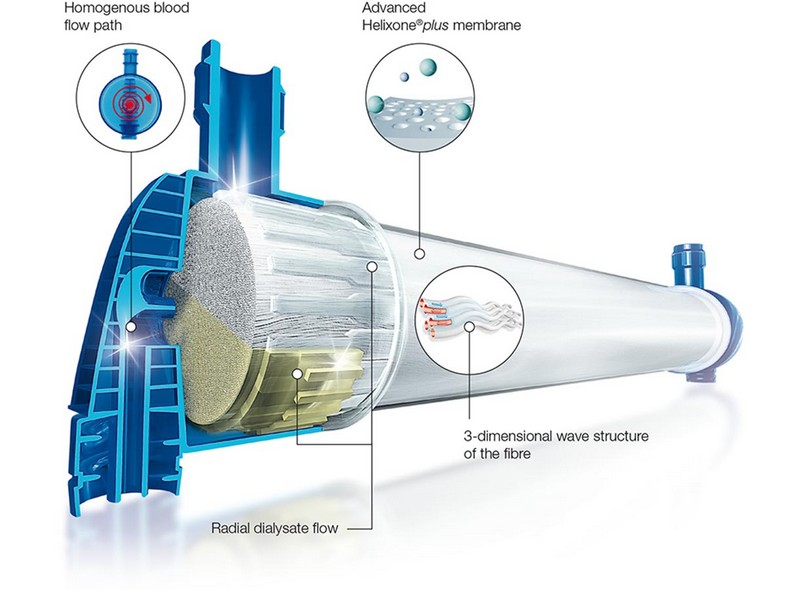 Homogenous blood
flow path
Advanced
Helixone®plus membrane
3-dimensional wave structure
of the fibre
Radial dialysate flow